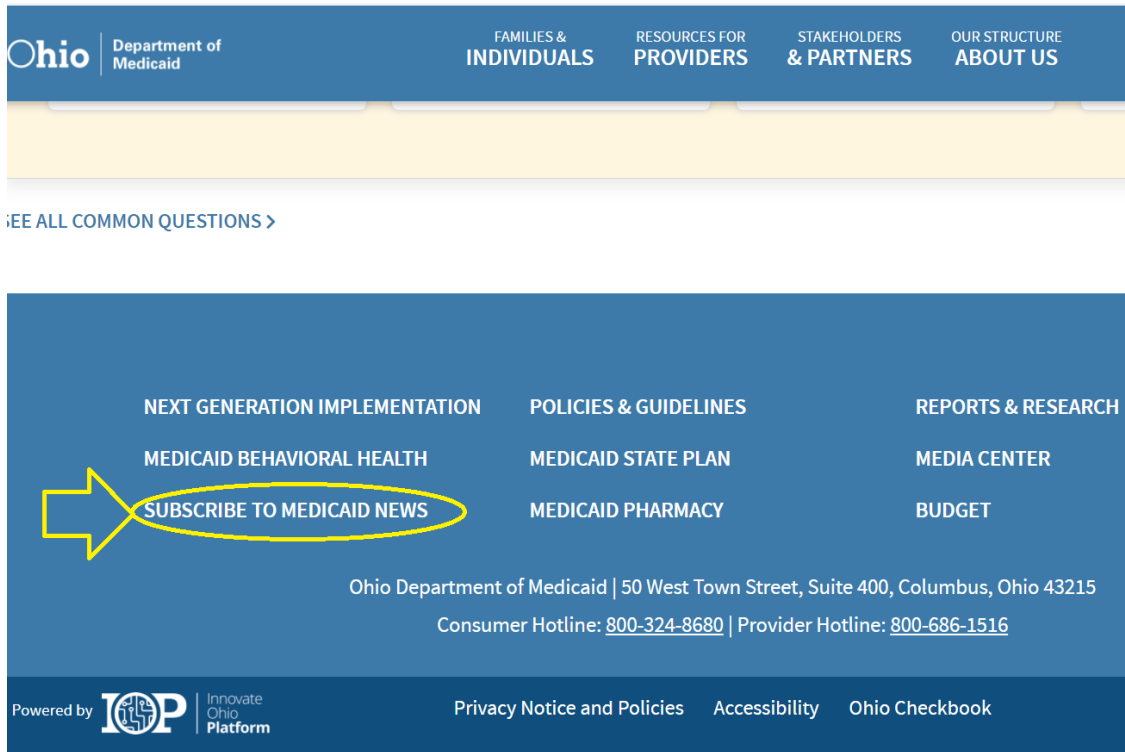 Ohio Department of Medicaid
FAMILIES & INDIVIDUALS
RESOURCES FOR PROVIDERS
STAKEHOLDERS & PARTNERS
OUR STRUCTURE ABOUT US
SEE ALL COMMON QUESTIONS >
NEXT GENERATION IMPLEMENTATION
POLICIES & GUIDELINES
REPORTS & RESEARCH
MEDICAID BEHAVIORAL HEALTH
MEDICAID STATE PLAN
MEDIA CENTER
SUBSCRIBE TO MEDICAID NEWS
MEDICAID PHARMACY
BUDGET
Ohio Department of Medicaid | 50 West Town Street, Suite 400, Columbus, Ohio 43215
Consumer Hotline: 800-324-8680 | Provider Hotline: 800-686-1516
Powered by IOP Innovate Ohio Platform
Privacy Notice and Policies
Accessibility
Ohio Checkbook